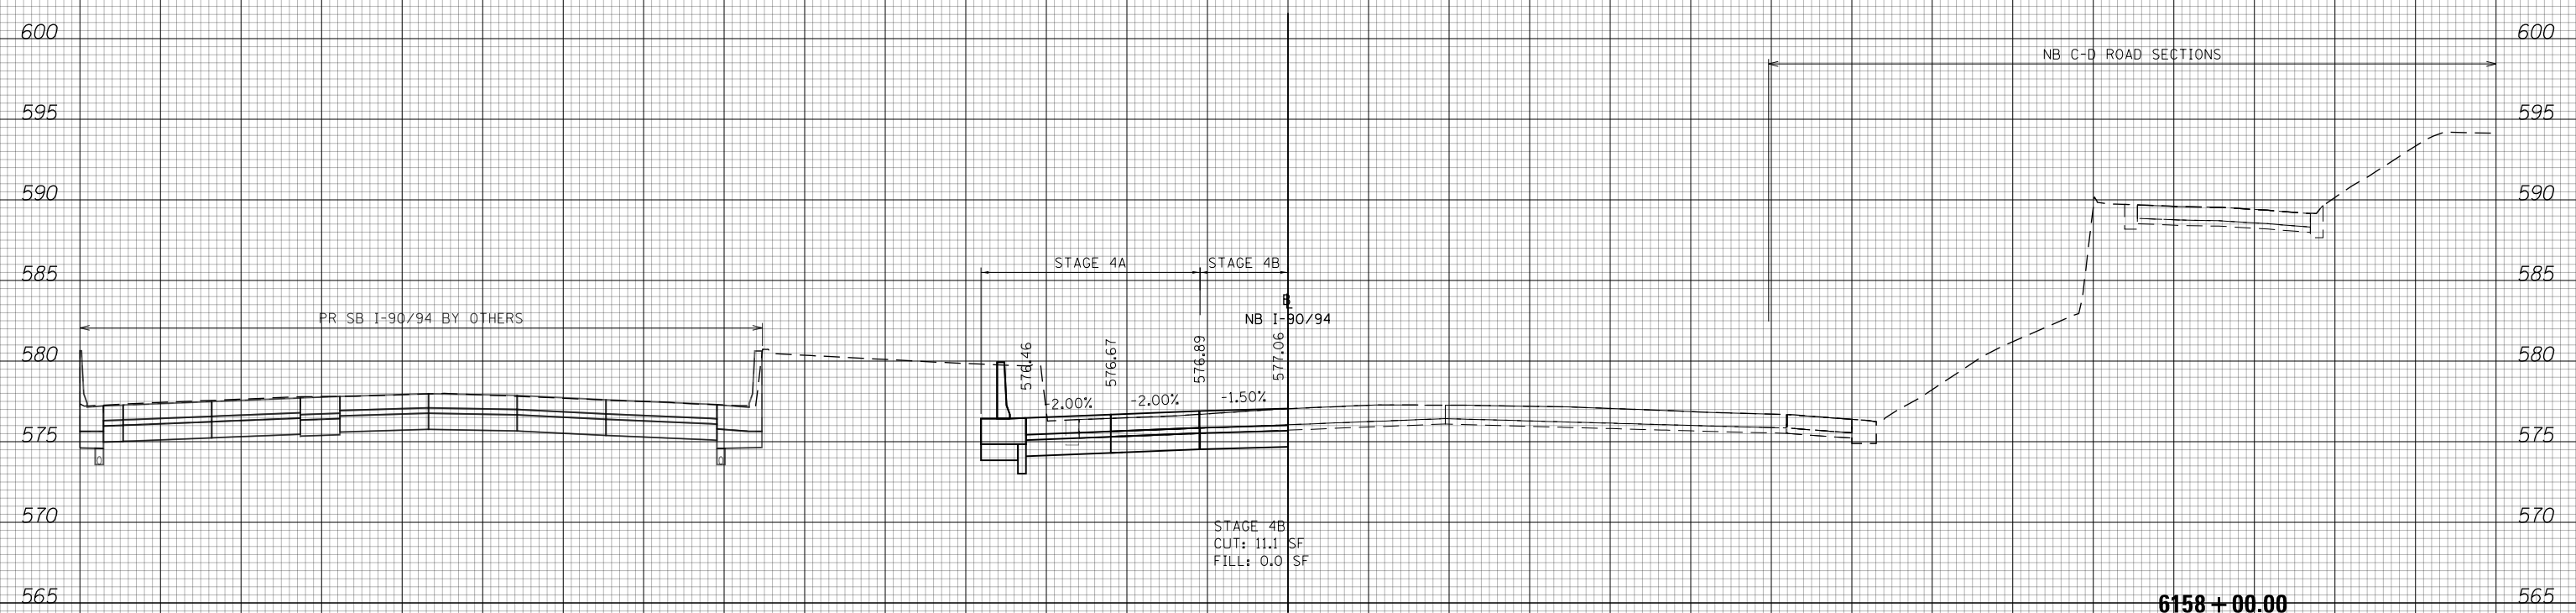 600 600
NB C-D ROAD SECTIONS
595 595
590 590
585 585
STAGE 4A STAGE 4B
PR SB I-90/94 BY OTHERS
NB I-90/94
580 580
576.46 576.67 576.89 577.06
-2.00% -2.00% -1.50%
575 575
570 570
STAGE 4B
CUT: 11.1 SF
FILL: 0.0 SF
565 565
6158 + 00.00